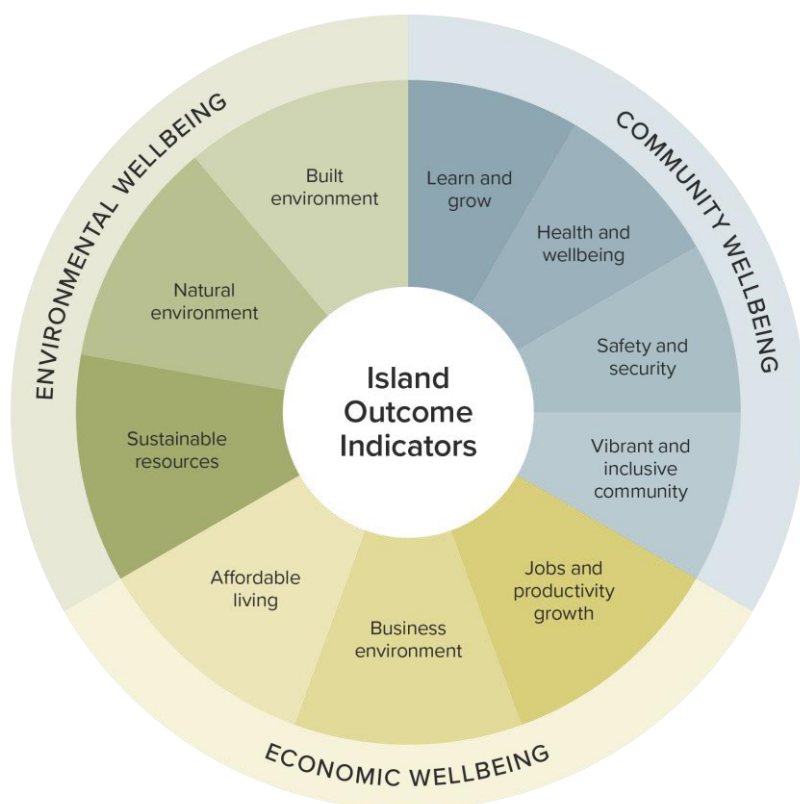 ENVIRONMENTAL WELLBEING
COMMUNITY WELLBEING
Built
environment
Learn and
grow
Health and
wellbeing
Natural
environment
Safety and
security
Island
Outcome
Indicators
Sustainable
resources
Vibrant and
inclusive
community
Affordable
living
Business
environment
Jobs and
productivity
growth
ECONOMIC WELLBEING